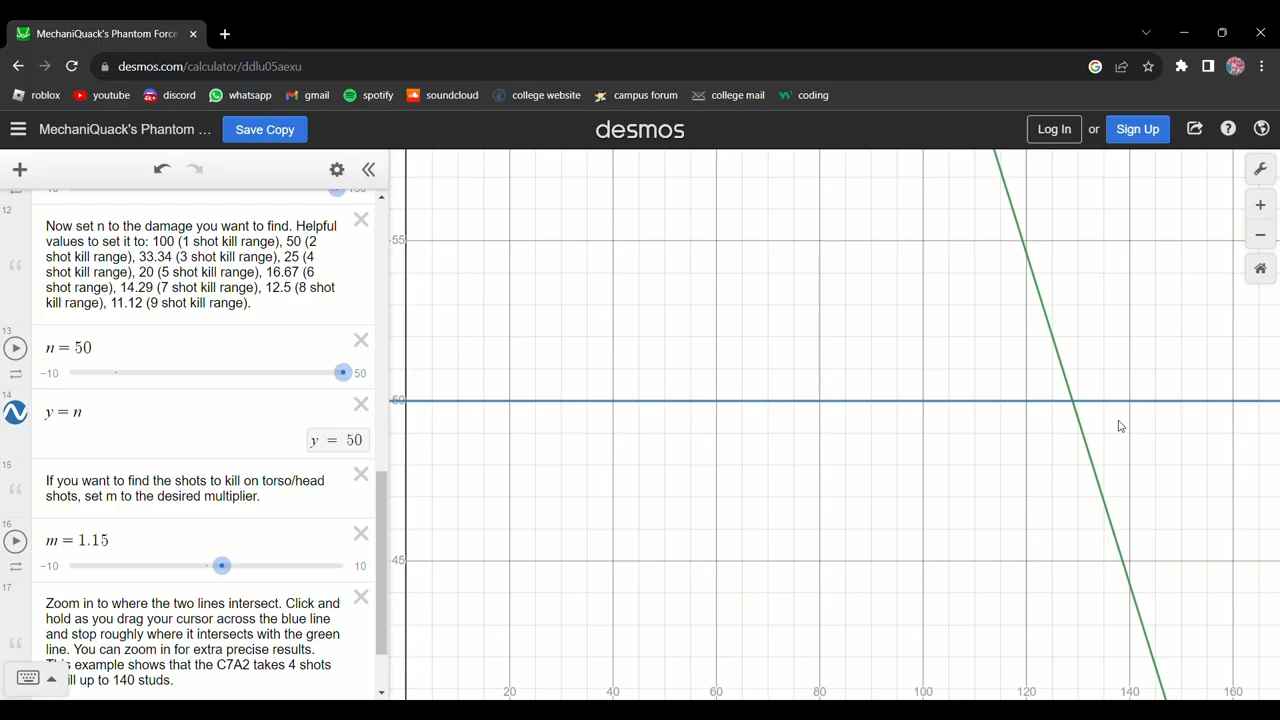 MechaniQuack's Phantom Force
desmos.com/calculator/ddlu05aexu
roblox youtube discord whatsapp gmail spotify soundcloud college website campus forum college mail coding
MechaniQuack's Phantom ... Save Copy desmos Log In or Sign Up
12
Now set n to the damage you want to find. Helpful
values to set it to: 100 (1 shot kill range), 50 (2
shot kill range), 33.34 (3 shot kill range), 25 (4
shot kill range), 20 (5 shot kill range), 16.67 (6
shot range), 14.29 (7 shot kill range), 12.5 (8 shot
kill range), 11.12 (9 shot kill range).
13
n = 50
-10 50
14
y = n
y = 50
15
If you want to find the shots to kill on torso/head
shots, set m to the desired multiplier.
16
m = 1.15
-10 10
17
Zoom in to where the two lines intersect. Click and
hold as you drag your cursor across the blue line
and stop roughly where it intersects with the green
line. You can zoom in for extra precise results.
example shows that the C7A2 takes 4 shots
ill up to 140 studs.
55
50
45
20 40 60 80 100 120 140 160